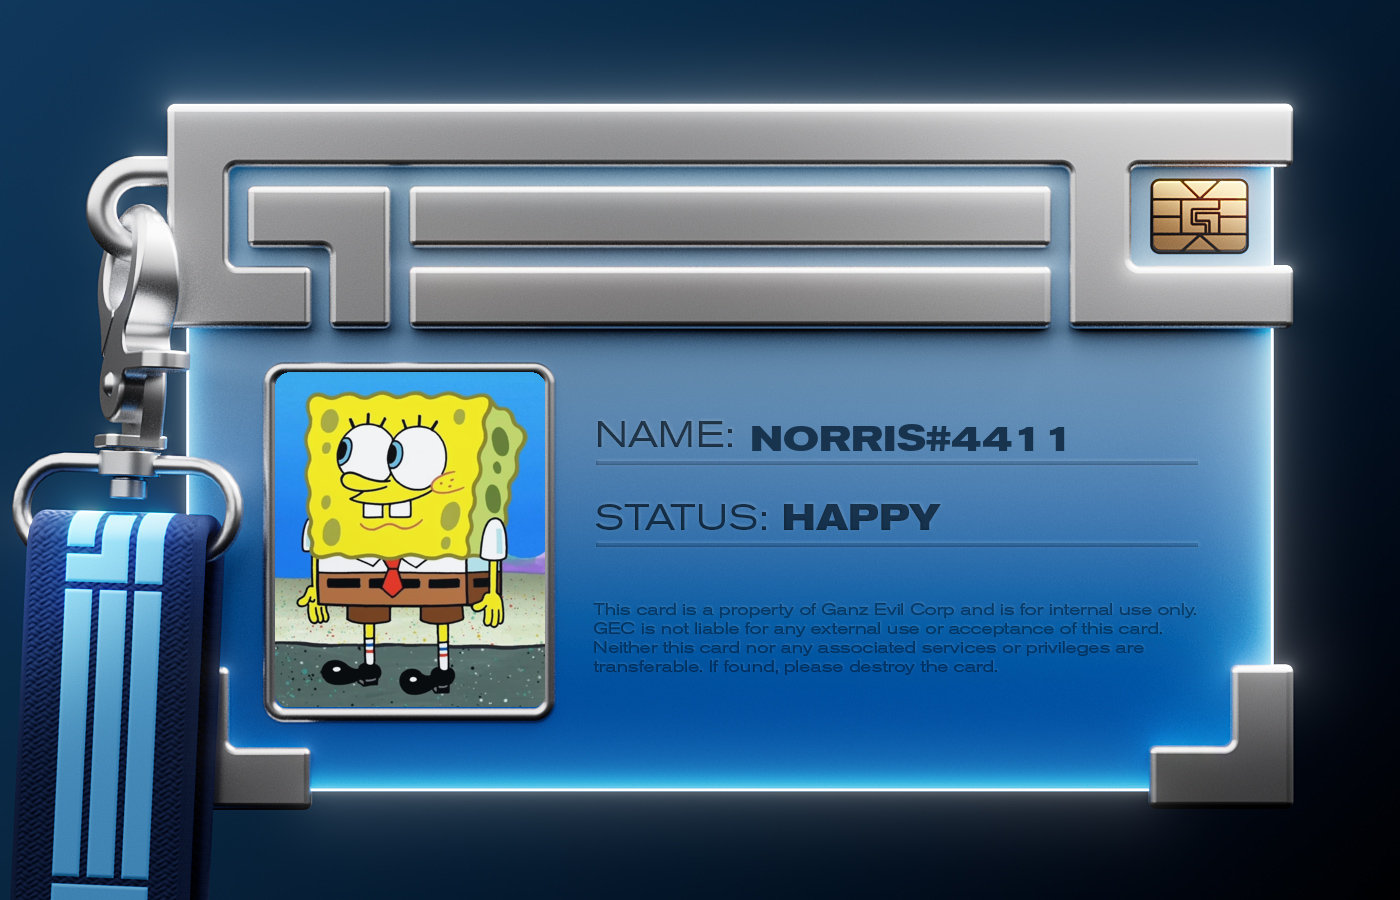 NAME: NORRIS#4411
STATUS: HAPPY
This card is a property of Ganz Evil Corp and is for internal use only.
GEC is not liable for any external use or acceptance of this card.
Neither this card nor any associated services or privileges are
transferable. If found, please destroy the card.